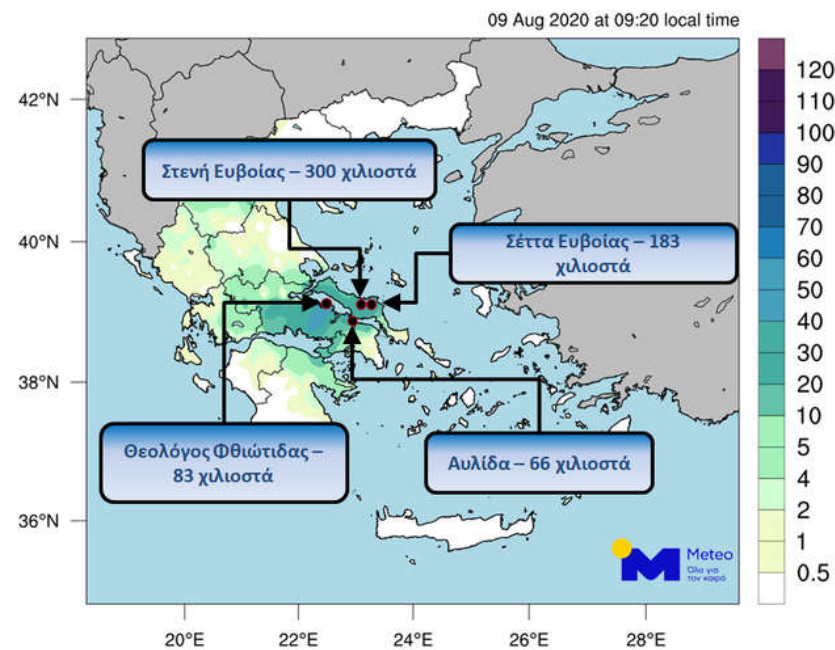 09 Aug 2020 at 09:20 local time
42°N
40°N
38°N
36°N
20°E
22°E
24°E
26°E
28°E
Στενή Ευβοίας – 300 χιλιοστά
Σέττα Ευβοίας – 183
χιλιοστά
Θεολόγος Φθιώτιδας –
83 χιλιοστά
Αυλίδα – 66 χιλιοστά
120
110
100
90
80
70
60
50
40
30
20
10
5
4
2
1
0.5
Meteo
Όλα για
τον καιρό